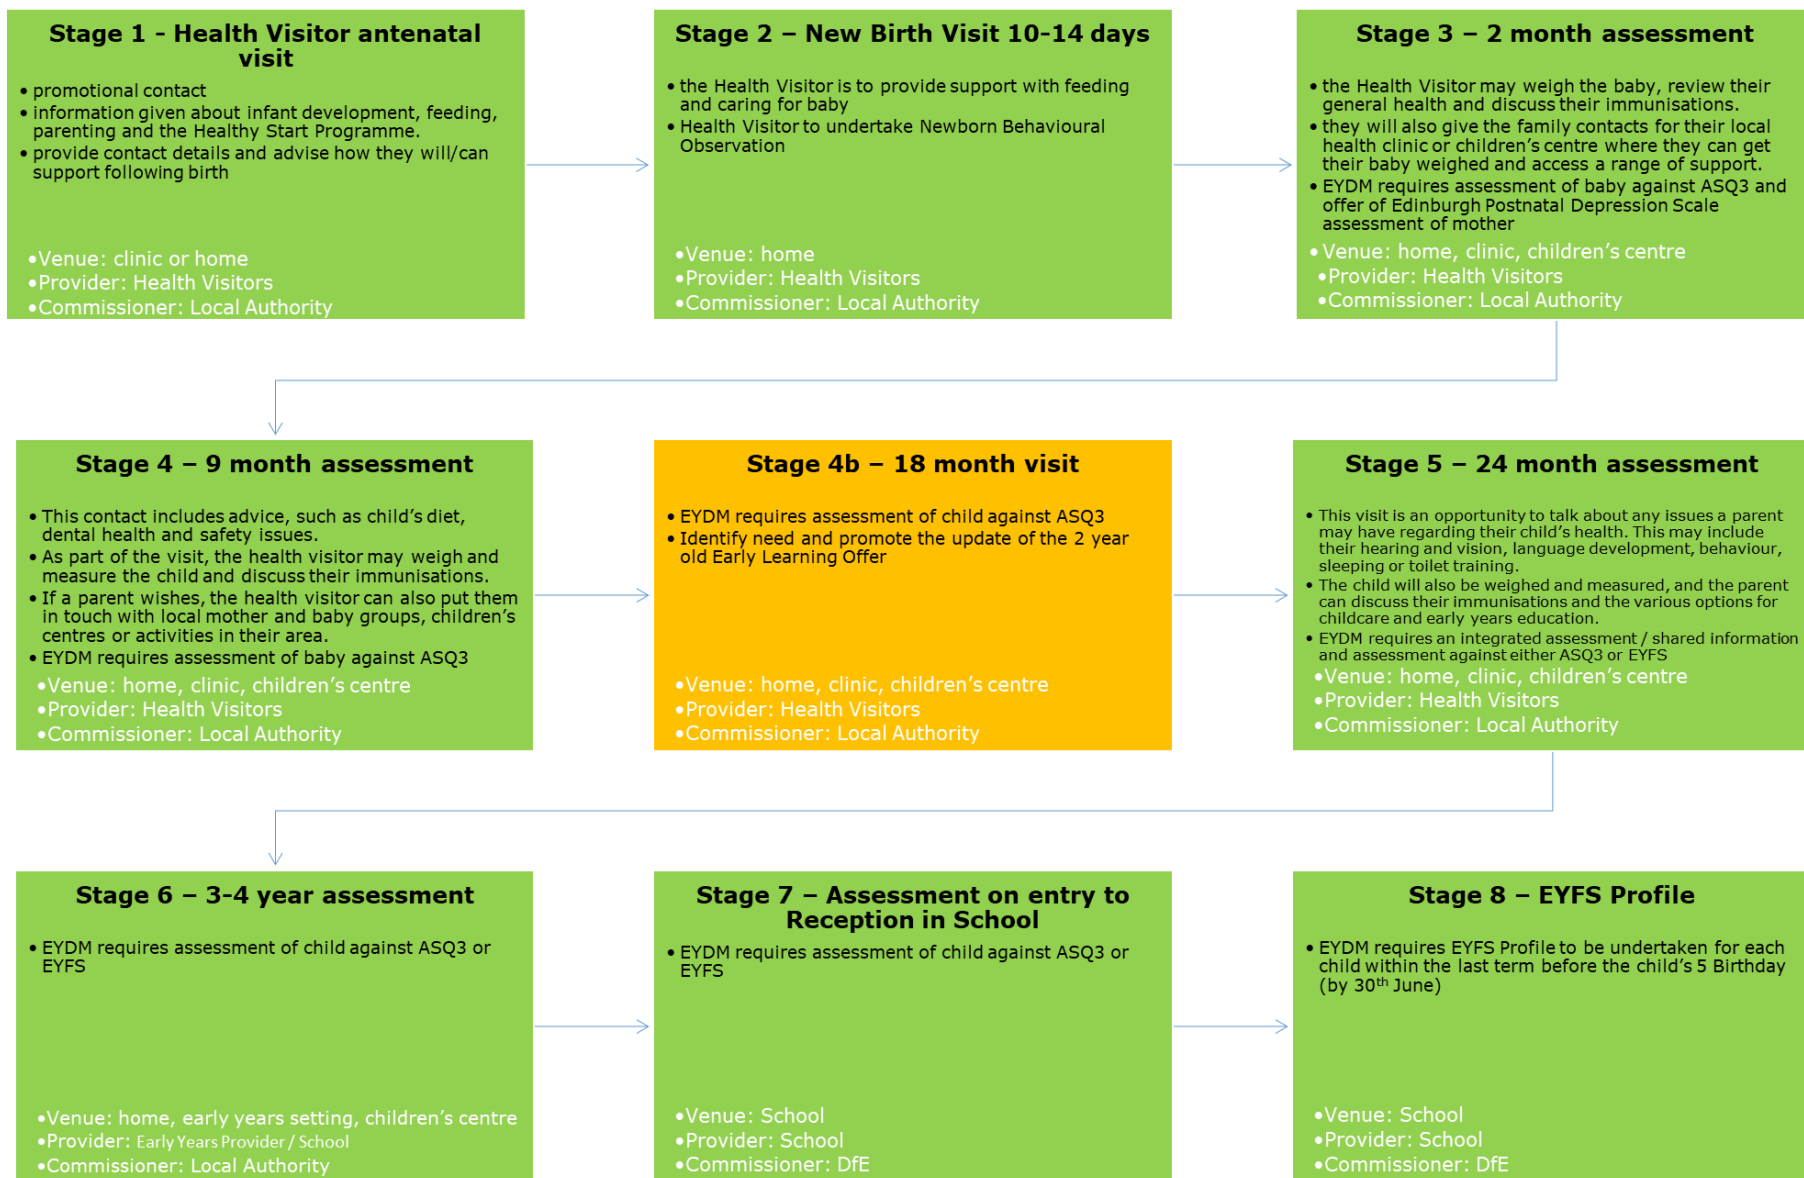 Stage 1 - Health Visitor antenatal
visit
• promotional contact
• information given about infant development, feeding,
parenting and the Healthy Start Programme.
• provide contact details and advise how they will/can
support following birth
•Venue: clinic or home
•Provider: Health Visitors
•Commissioner: Local Authority
Stage 2 – New Birth Visit 10-14 days
• the Health Visitor is to provide support with feeding
and caring for baby
• Health Visitor to undertake Newborn Behavioural
Observation
•Venue: home
•Provider: Health Visitors
•Commissioner: Local Authority
Stage 3 – 2 month assessment
• the Health Visitor may weigh the baby, review their
general health and discuss their immunisations.
• they will also give the family contacts for their local
health clinic or children’s centre where they can get
their baby weighed and access a range of support.
• EYDM requires assessment of baby against ASQ3 and
offer of Edinburgh Postnatal Depression Scale
assessment of mother
•Venue: home, clinic, children’s centre
•Provider: Health Visitors
•Commissioner: Local Authority
Stage 4 – 9 month assessment
• This contact includes advice, such as child’s diet,
dental health and safety issues.
• As part of the visit, the health visitor may weigh and
measure the child and discuss their immunisations.
• If a parent wishes, the health visitor can also put them
in touch with local mother and baby groups, children’s
centres or activities in their area.
• EYDM requires assessment of baby against ASQ3
•Venue: home, clinic, children’s centre
•Provider: Health Visitors
•Commissioner: Local Authority
Stage 4b – 18 month visit
• EYDM requires assessment of child against ASQ3
• Identify need and promote the update of the 2 year
old Early Learning Offer
•Venue: home, clinic, children’s centre
•Provider: Health Visitors
•Commissioner: Local Authority
Stage 5 – 24 month assessment
• This visit is an opportunity to talk about any issues a parent
may have regarding their child’s health. This may include
their hearing and vision, language development, behaviour,
sleeping or toilet training.
• The child will also be weighed and measured, and the parent
can discuss their immunisations and the various options for
childcare and early years education.
• EYDM requires an integrated assessment / shared information
and assessment against either ASQ3 or EYFS
•Venue: home, clinic, children’s centre
•Provider: Health Visitors
•Commissioner: Local Authority
Stage 6 – 3-4 year assessment
• EYDM requires assessment of child against ASQ3 or
EYFS
•Venue: home, early years setting, children’s centre
•Provider: Early Years Provider / School
•Commissioner: Local Authority
Stage 7 – Assessment on entry to
Reception in School
• EYDM requires assessment of child against ASQ3 or
EYFS
•Venue: School
•Provider: School
•Commissioner: DfE
Stage 8 – EYFS Profile
• EYDM requires EYFS Profile to be undertaken for each
child within the last term before the child’s 5 Birthday
(by 30th June)
•Venue: School
•Provider: School
•Commissioner: DfE